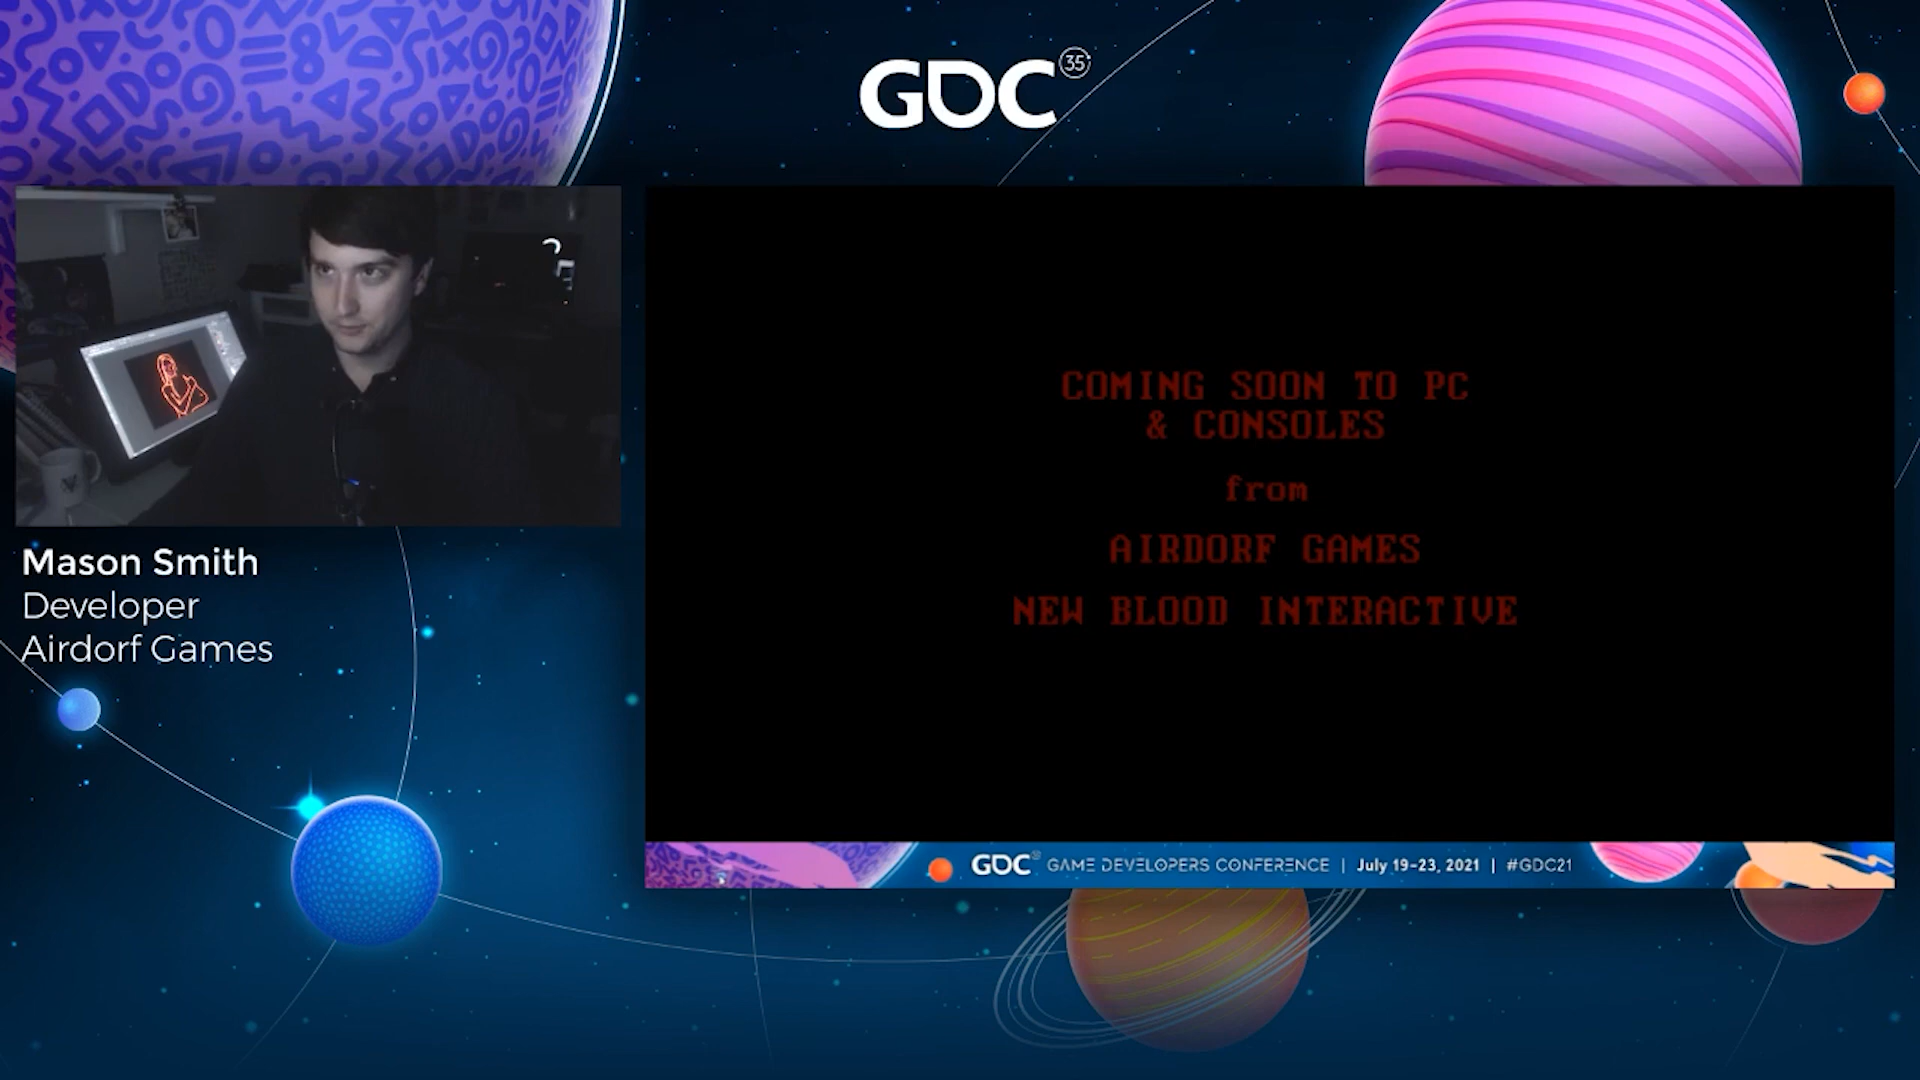 GDC 35
COMING SOON TO PC
& CONSOLES
from
AIRDORF GAMES
NEW BLOOD INTERACTIVE
Mason Smith
Developer
Airdorf Games
GDC GAME DEVELOPERS CONFERENCE | July 19-23, 2021 | #GDC21